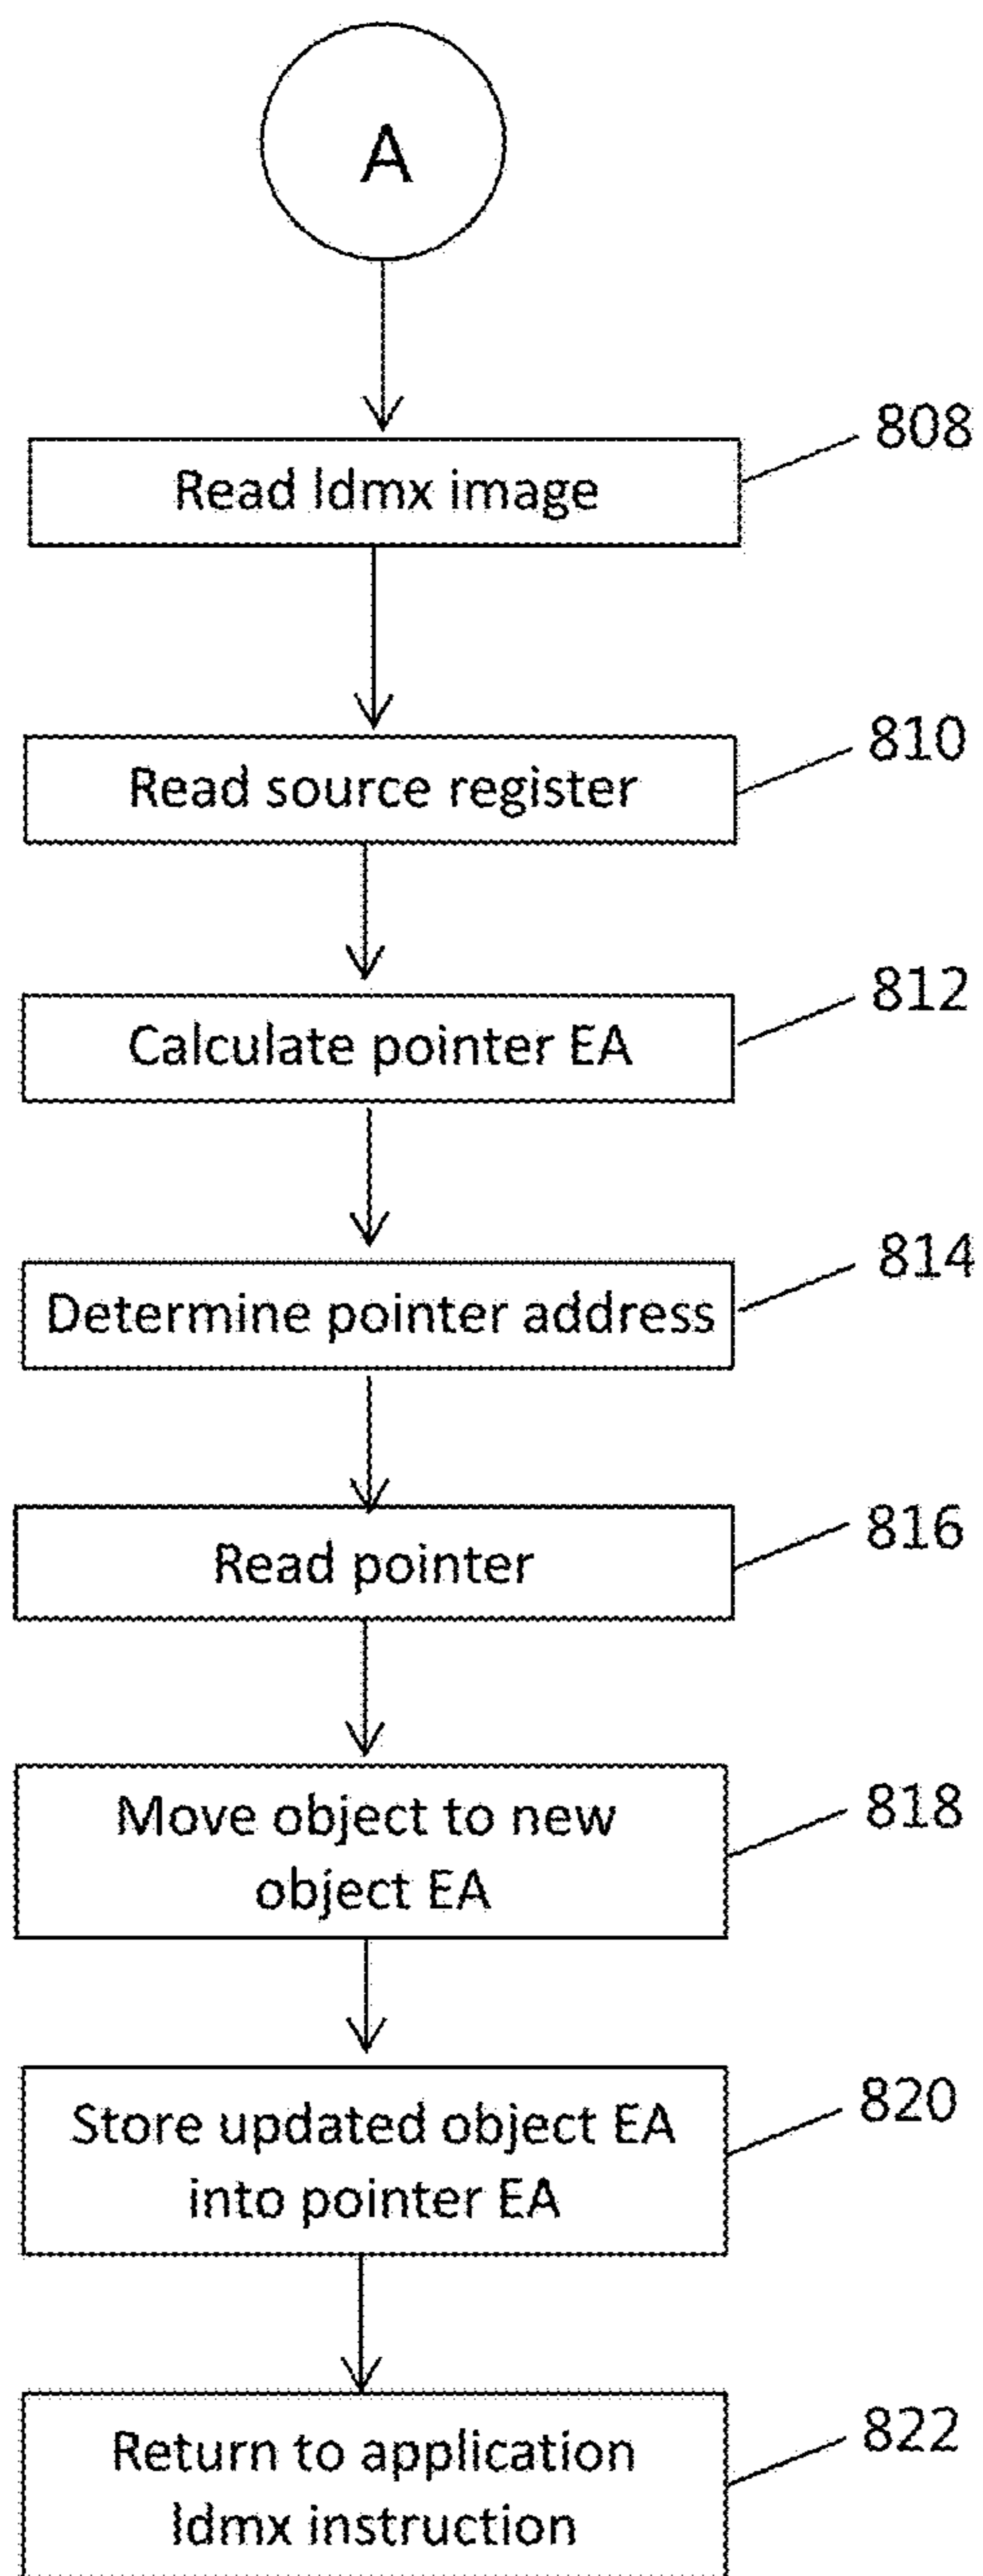 A
808
Read ldmx image
810
Read source register
812
Calculate pointer EA
814
Determine pointer address
816
Read pointer
818
Move object to new
object EA
820
Store updated object EA
into pointer EA
822
Return to application
ldmx instruction